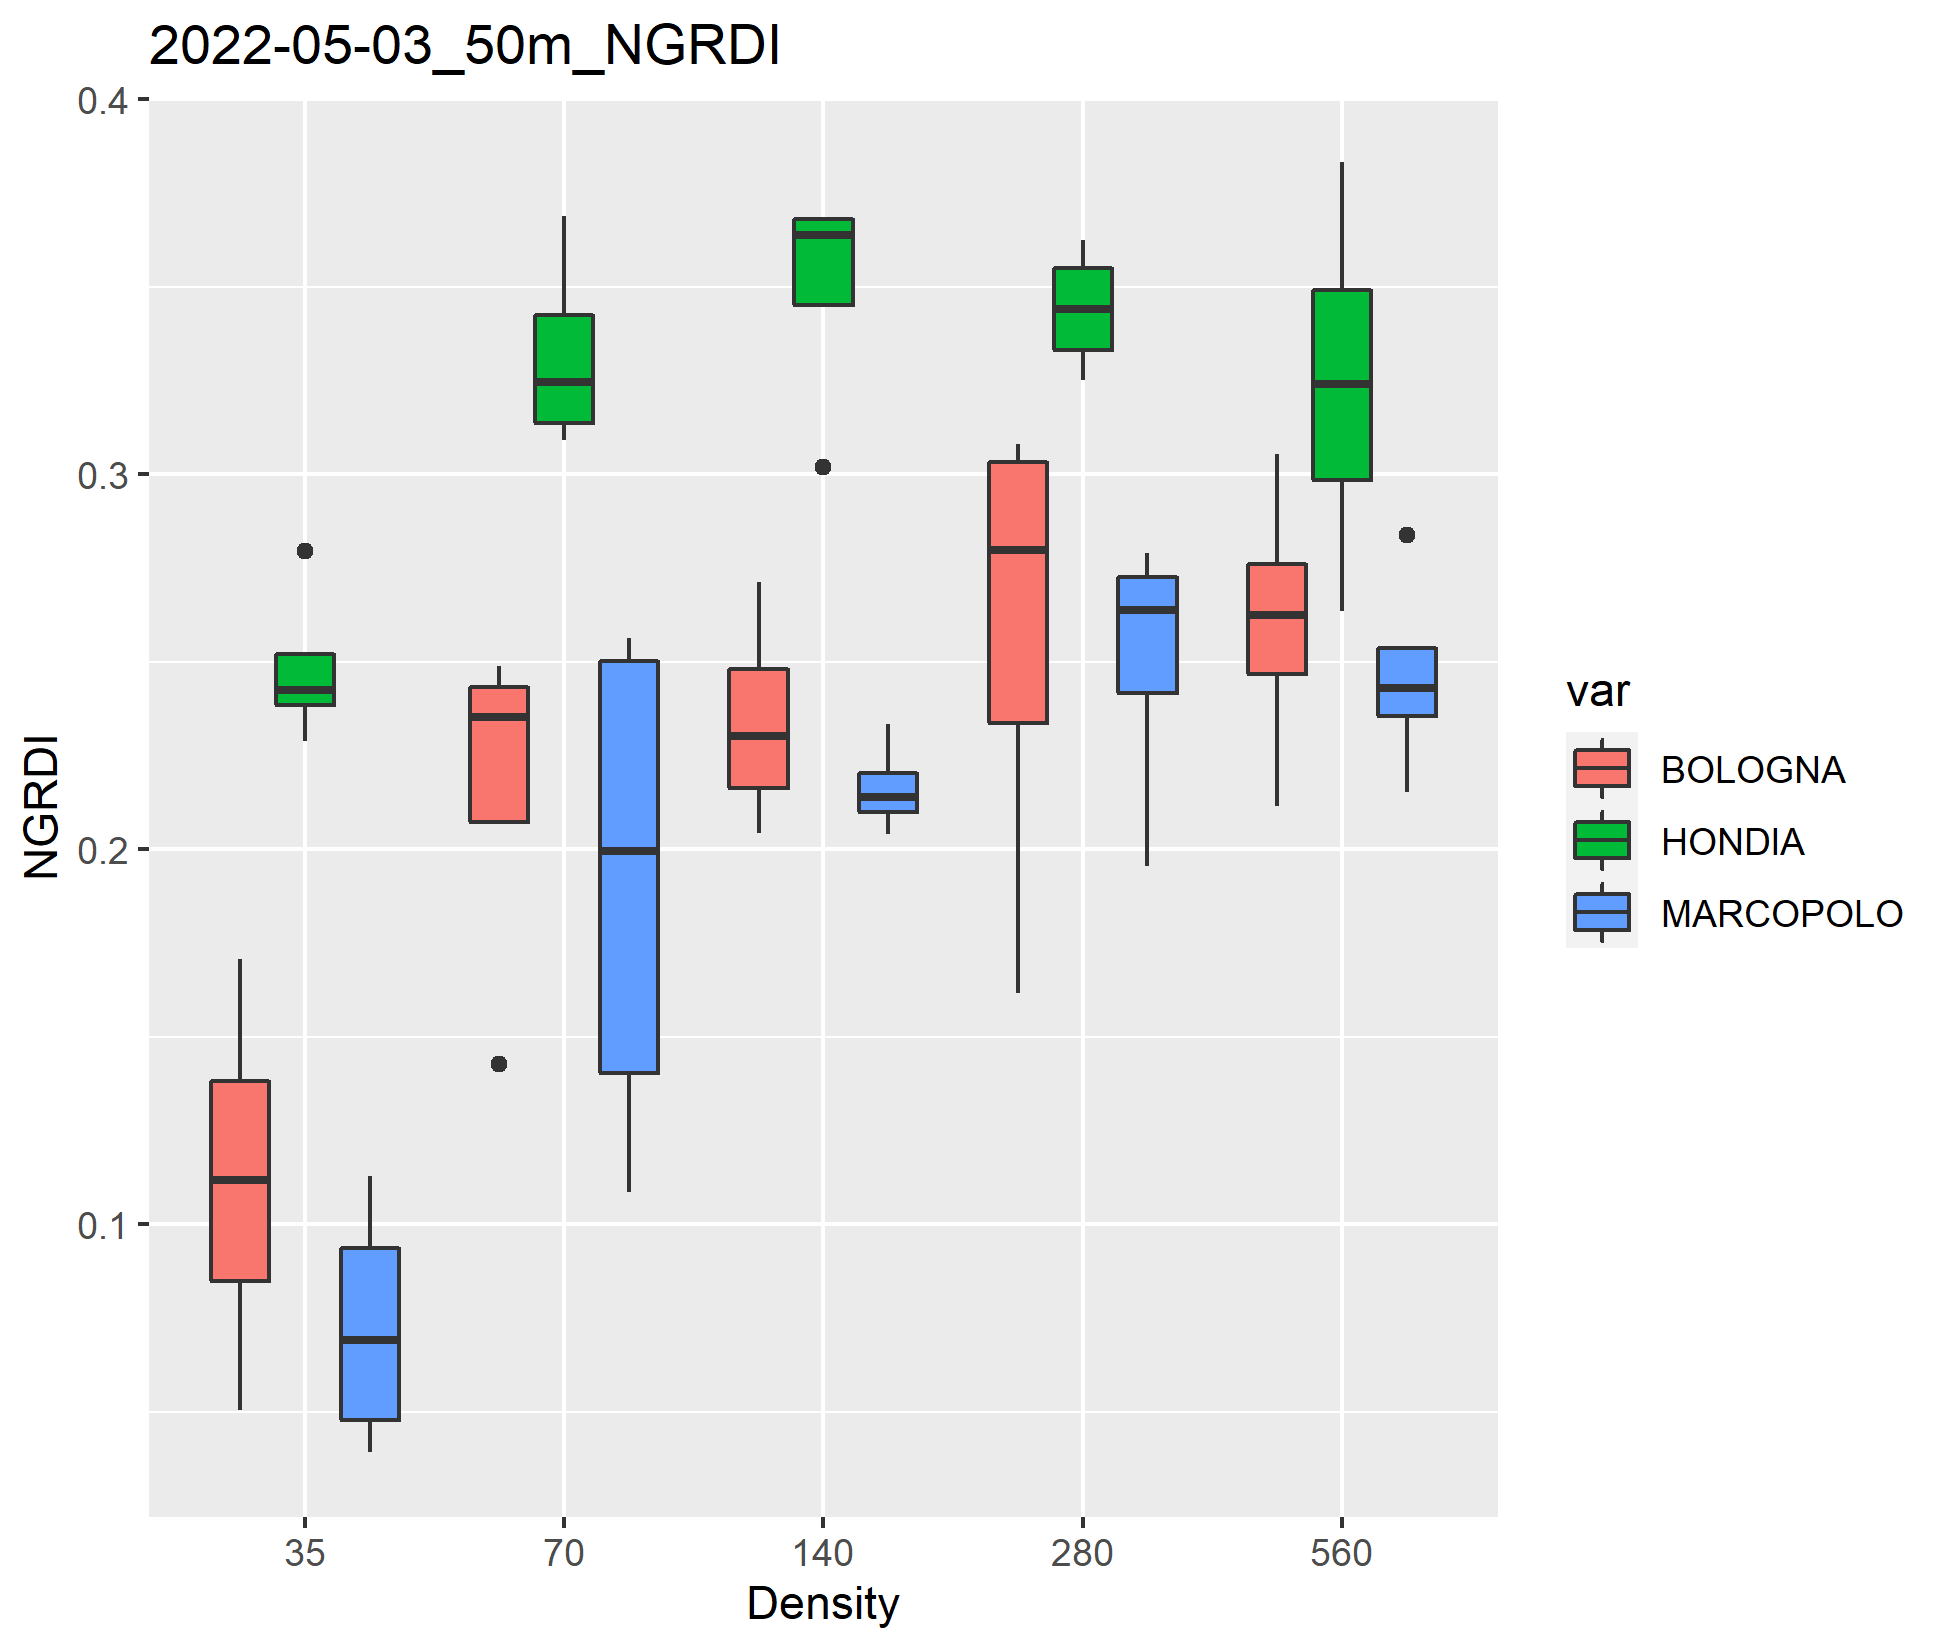 2022-05-03_50m_NGRDI
0.4
0.3
0.2
0.1
NGRDI
35 70 140 280 560
Density
var
BOLOGNA
HONDIA
MARCOPOLO